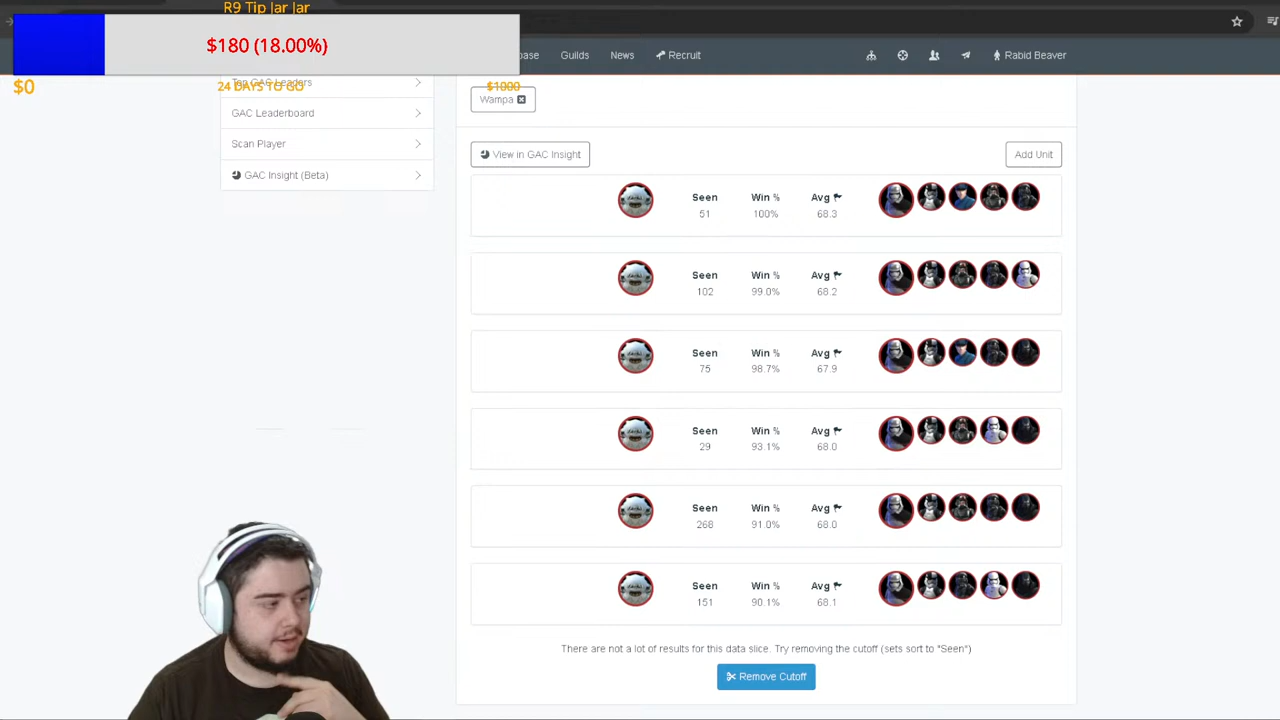 R9 Tip Jar Jar
$180 (18.00%)
$0
24 DAYS TO GO
$1000
Guilds
News
Recruit
Rabid Beaver
Top GAC Leaders
GAC Leaderboard
Scan Player
GAC Insight (Beta)
Wampa
View in GAC Insight
Add Unit
Seen Win % Avg
51 100% 68.3
Seen Win % Avg
102 99.0% 68.2
Seen Win % Avg
75 98.7% 67.9
Seen Win % Avg
29 93.1% 68.0
Seen Win % Avg
268 91.0% 68.0
Seen Win % Avg
151 90.1% 68.1
There are not a lot of results for this data slice. Try removing the cutoff (sets sort to "Seen")
Remove Cutoff